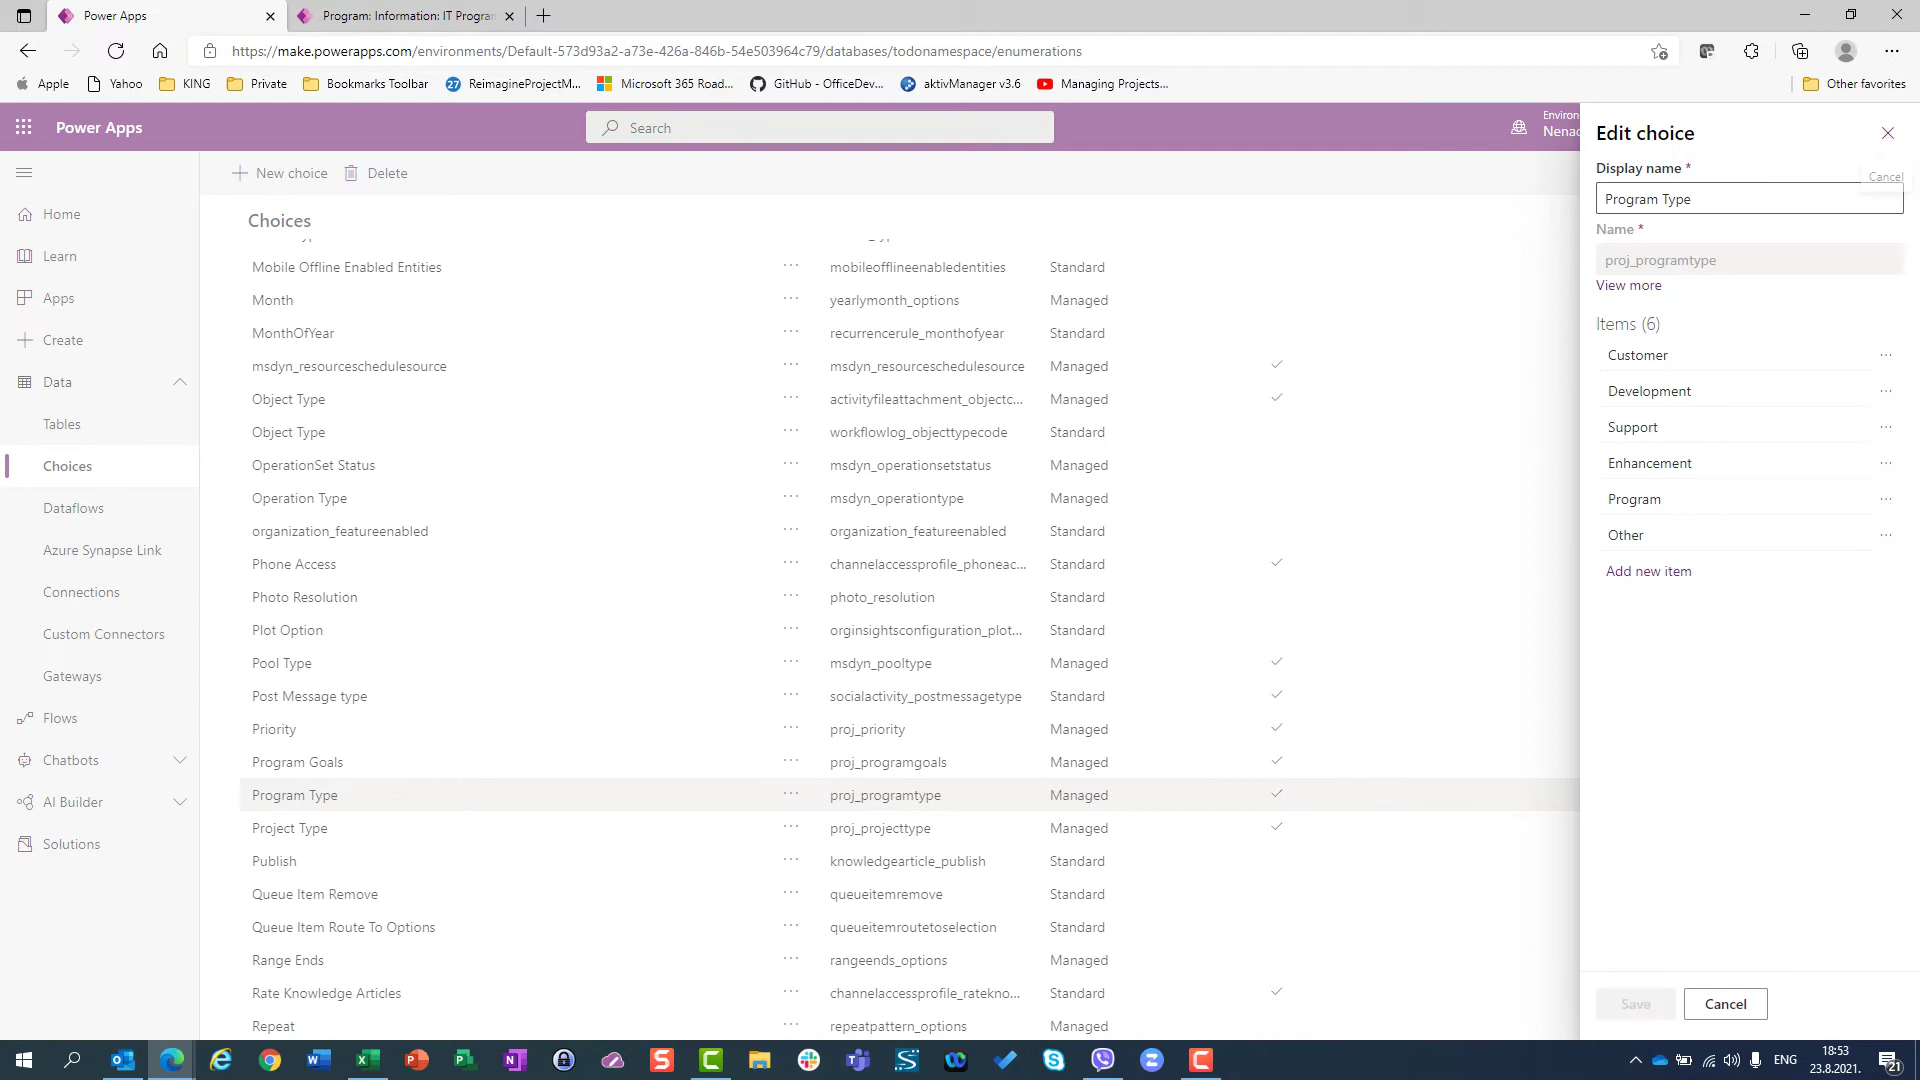 Power Apps
Program: Information: IT Progran
https://make.powerapps.com/environments/Default-573d93a2-a73e-426a-846b-54e503964c79/databases/todonamespace/enumerations
Apple Yahoo KING Private Bookmarks Toolbar ReimagineProjectM... Microsoft 365 Road... GitHub - OfficeDev... aktivManager v3.6 Managing Projects... Other favorites
Power Apps
Search
Environ
Nenad
Home
Learn
Apps
Create
Data
Tables
Choices
Dataflows
Azure Synapse Link
Connections
Custom Connectors
Gateways
Flows
Chatbots
AI Builder
Solutions
New choice Delete
Choices
Mobile Offline Enabled Entities ... mobileofflineenabledentities Standard
Month ... yearlymonth_options Managed
MonthOfYear ... recurrencerule_monthofyear Standard
msdyn_resourceschedulesource ... msdyn_resourceschedulesource Managed
Object Type ... activityfileattachment_objectc... Managed
Object Type ... workflowlog_objecttypecode Standard
OperationSet Status ... msdyn_operationsetstatus Managed
Operation Type ... msdyn_operationtype Managed
organization_featureenabled ... organization_featureenabled Standard
Phone Access ... channelaccessprofile_phoneac... Standard
Photo Resolution ... photo_resolution Standard
Plot Option ... orginsightsconfiguration_plot... Standard
Pool Type ... msdyn_pooltype Managed
Post Message type ... socialactivity_postmessagetype Standard
Priority ... proj_priority Managed
Program Goals ... proj_programgoals Managed
Program Type ... proj_programtype Managed
Project Type ... proj_projecttype Managed
Publish ... knowledgearticle_publish Standard
Queue Item Remove ... queueitemremove Standard
Queue Item Route To Options ... queueitemroutetoselection Standard
Range Ends ... rangeends_options Managed
Rate Knowledge Articles ... channelaccessprofile_ratekno... Standard
Repeat ... repeatpattern_options Managed
Edit choice
Display name *
Cancel
Program Type
Name *
proj_programtype
View more
Items (6)
Customer ...
Development ...
Support ...
Enhancement ...
Program ...
Other ...
Add new item
Save Cancel
ENG
18:53
23.8.2021.
21